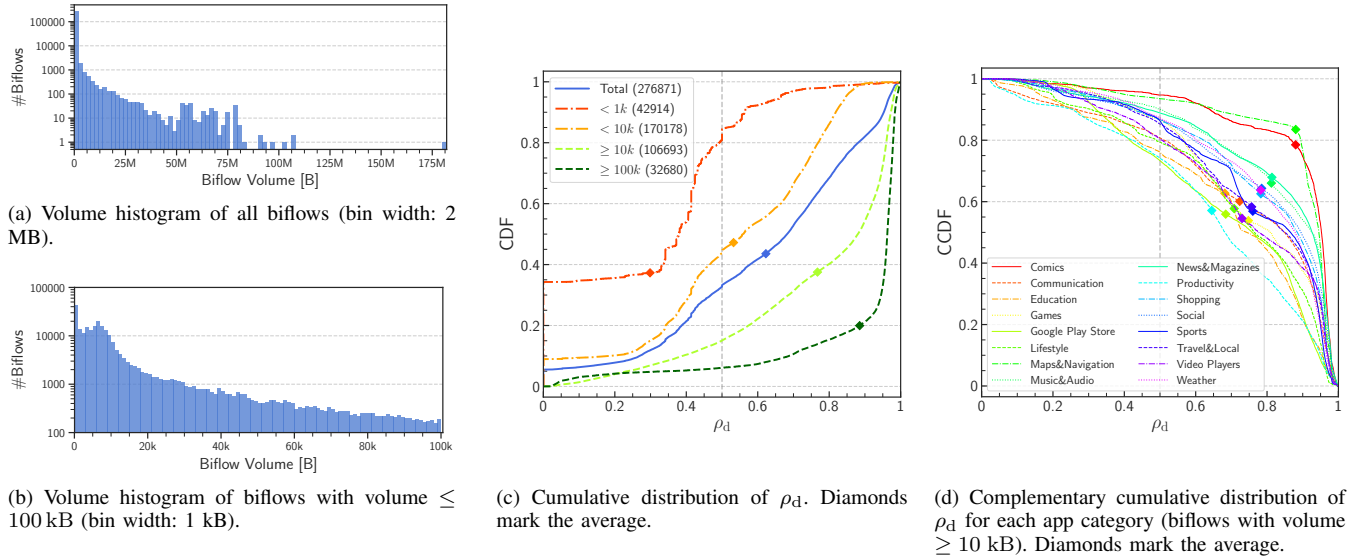 100000
10000
1000
100
10
1
#Biflows
0 25M 50M 75M 100M 125M 150M 175M
Biflow Volume [B]
(a) Volume histogram of all biflows (bin width: 2
MB).
100000
10000
1000
100
#Biflows
0 20k 40k 60k 80k 100k
Biflow Volume [B]
(b) Volume histogram of biflows with volume ≤
100 kB (bin width: 1 kB).
1
0.8
0.6
0.4
0.2
0
CDF
Total (276871)
< 1k (42914)
< 10k (170178)
≥ 10k (106693)
≥ 100k (32680)
0 0.2 0.4 0.6 0.8 1
ρd
(c) Cumulative distribution of ρd. Diamonds
mark the average.
1
0.8
0.6
0.4
0.2
0
CCDF
Comics
Communication
Education
Games
Google Play Store
Lifestyle
Maps&Navigation
Music&Audio
News&Magazines
Productivity
Shopping
Social
Sports
Travel&Local
Video Players
Weather
0 0.2 0.4 0.6 0.8 1
ρd
(d) Complementary cumulative distribution of
ρd for each app category (biflows with volume
≥ 10 kB). Diamonds mark the average.